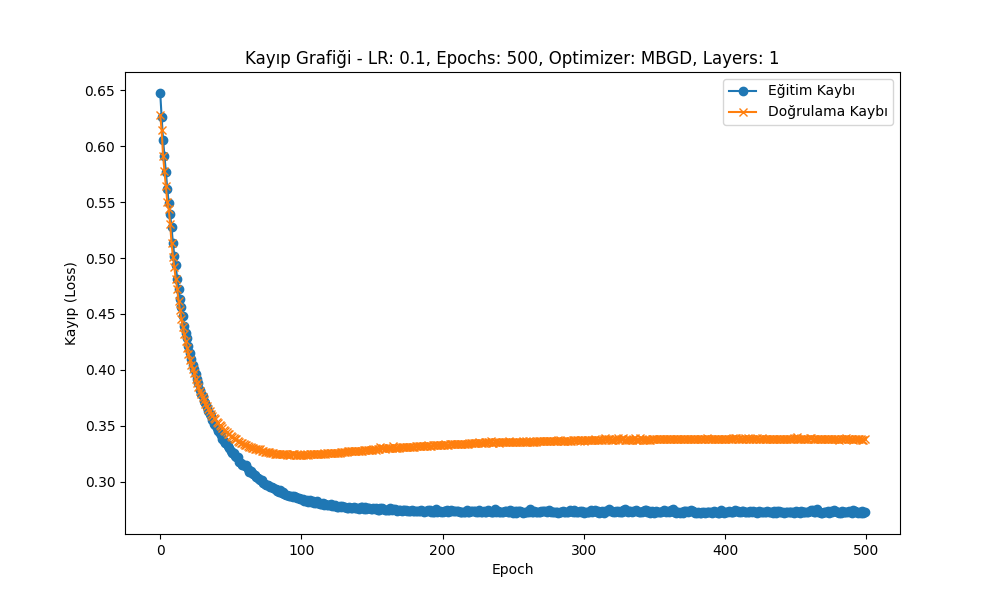 Kayıp Grafiği - LR: 0.1, Epochs: 500, Optimizer: MBGD, Layers: 1
Eğitim Kaybı
Doğrulama Kaybı
Kayıp (Loss)
0.65
0.60
0.55
0.50
0.45
0.40
0.35
0.30
0 100 200 300 400 500
Epoch